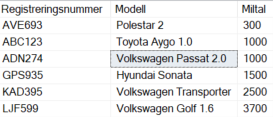 Registreringsnummer Modell Miltal
AVE693 Polestar 2 300
ABC123 Toyota Aygo 1.0 1000
ADN274 Volkswagen Passat 2.0 1000
GPS935 Hyundai Sonata 1500
KAD395 Volkswagen Transporter 2500
LJF599 Volkswagen Golf 1.6 3700